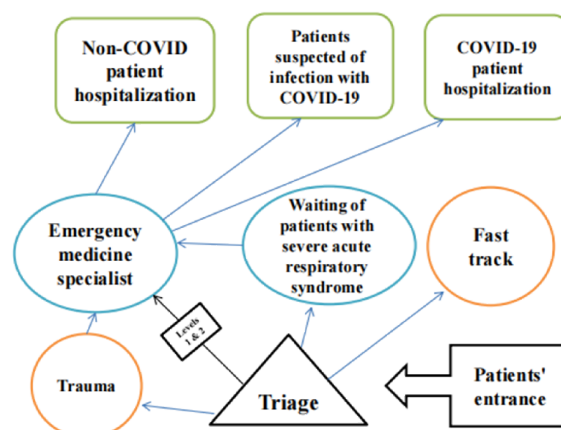 Non-COVID
patient
hospitalization
Patients
suspected of
infection with
COVID-19
COVID-19
patient
hospitalization
Emergency
medicine
specialist
Waiting of
patients with
severe acute
respiratory
syndrome
Fast
track
Levels
1 & 2
Trauma
Triage
Patients'
entrance